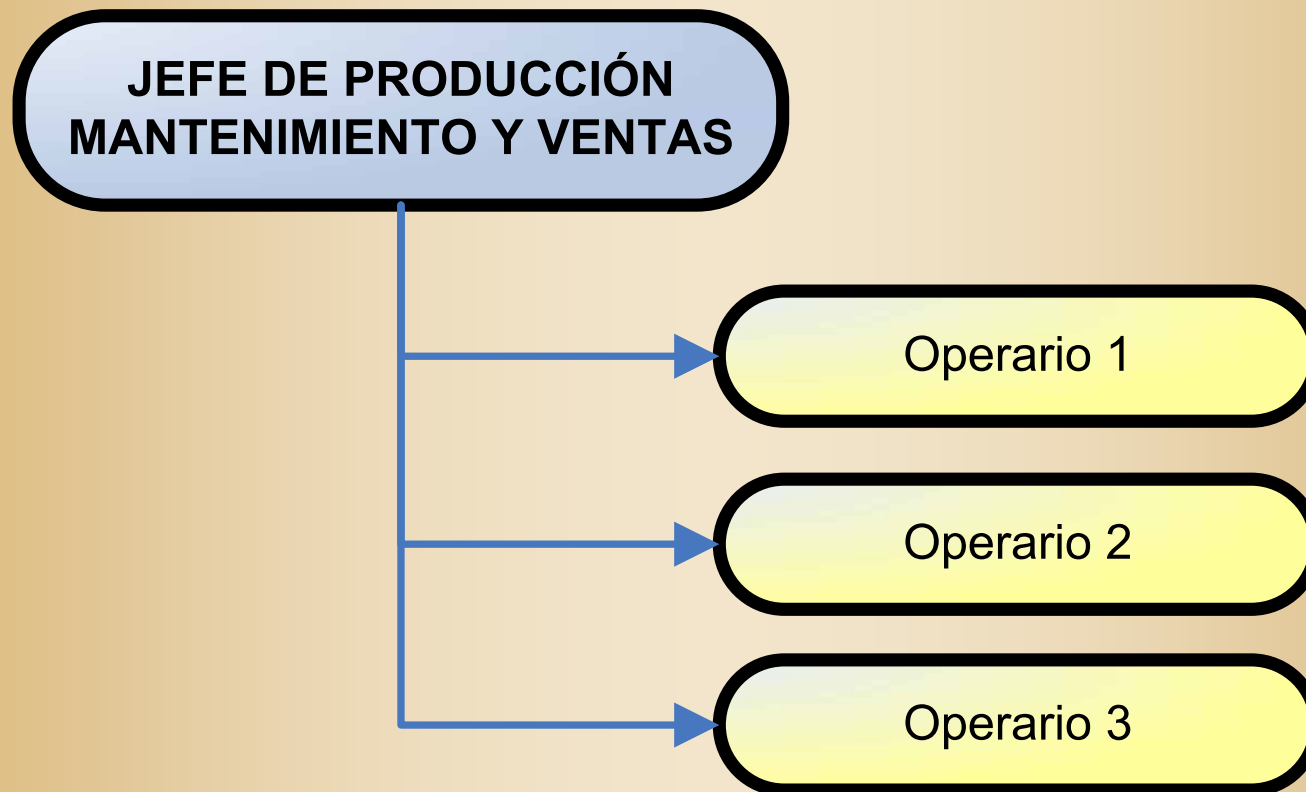 JEFE DE PRODUCCIÓN
MANTENIMIENTO Y VENTAS
Operario 1
Operario 2
Operario 3